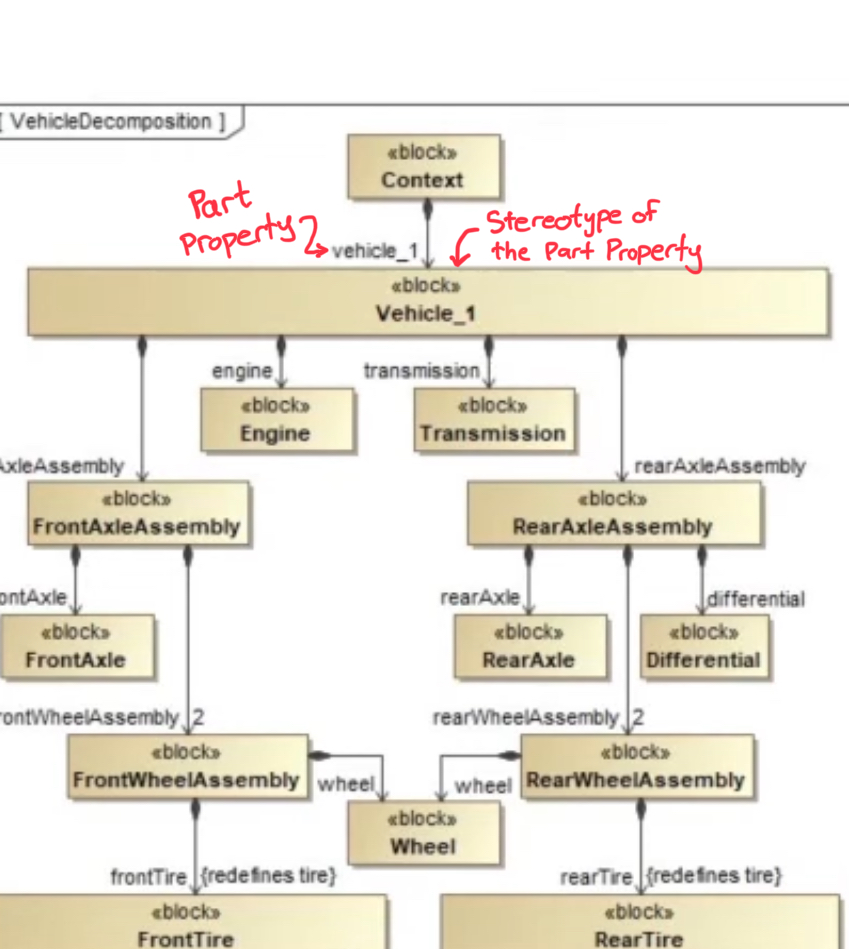 [ VehicleDecomposition ]
«block»
Context
Part
Property
Stereotype of
the Part Property
vehicle_1
«block»
Vehicle_1
engine
transmission
«block»
Engine
«block»
Transmission
AxleAssembly
rearAxleAssembly
«block»
FrontAxleAssembly
«block»
RearAxleAssembly
ontAxle
rearAxle
differential
«block»
FrontAxle
«block»
RearAxle
«block»
Differential
rontWheelAssembly 2
rearWheelAssembly 2
«block»
FrontWheelAssembly
wheel
wheel
«block»
RearWheelAssembly
«block»
Wheel
frontTire {redefines tire}
rearTire {redefines tire}
«block»
FrontTire
«block»
RearTire